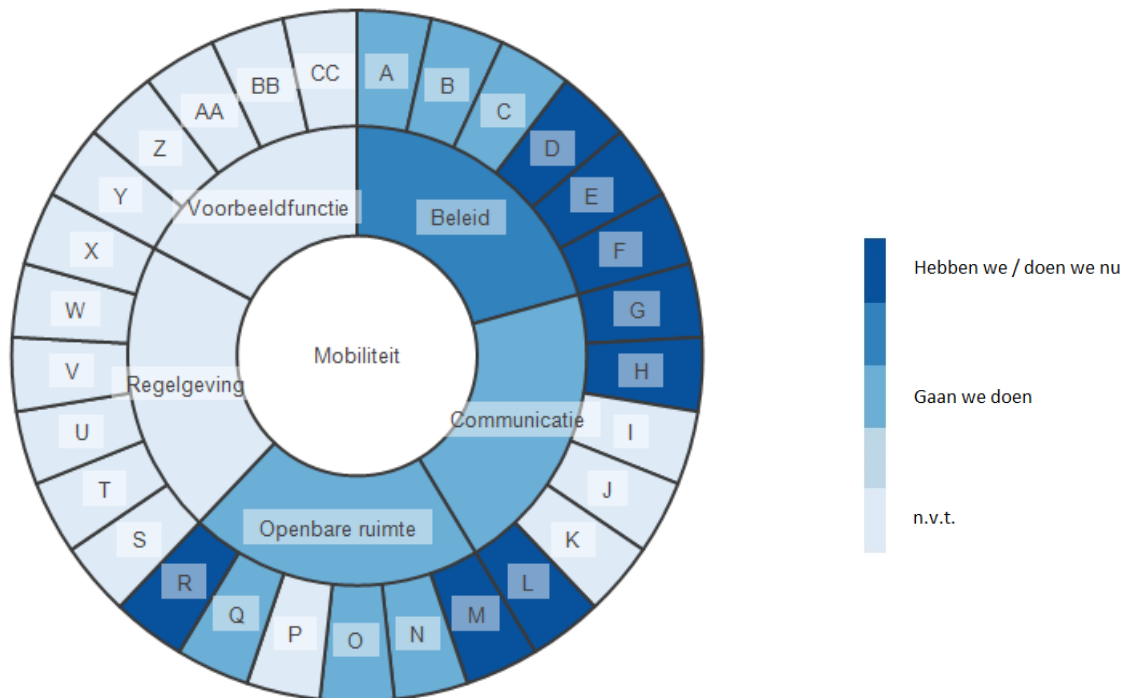 CC
A
BB
B
AA
C
Z
D
Y
E
Voorbeeldfunctie
Beleid
X
F
W
G
Mobiliteit
V
H
Regelgeving
Communicatie
U
I
T
J
Openbare ruimte
S
K
R
L
Q
M
P
O
N
Hebben we / doen we nu
Gaan we doen
n.v.t.